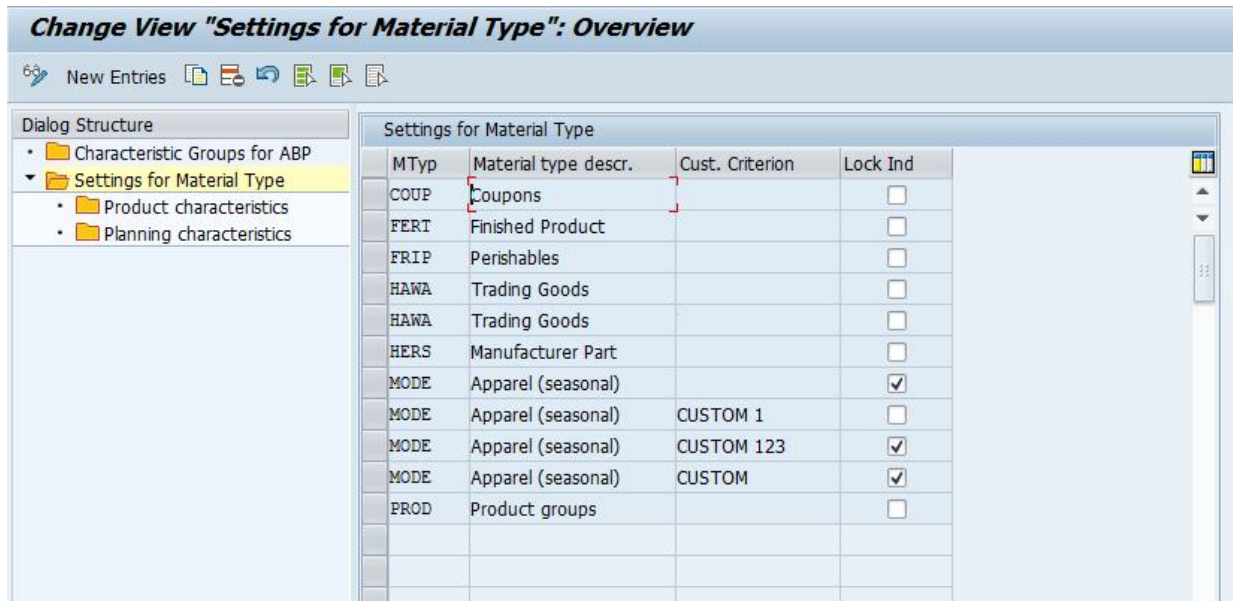 Change View "Settings for Material Type": Overview
New Entries
Dialog Structure
Characteristic Groups for ABP
Settings for Material Type
Product characteristics
Planning characteristics
Settings for Material Type
MTyp Material type descr. Cust. Criterion Lock Ind
COUP Coupons
FERT Finished Product
FRIP Perishables
HAWA Trading Goods
HAWA Trading Goods
HERS Manufacturer Part
MODE Apparel (seasonal)
MODE Apparel (seasonal) CUSTOM 1
MODE Apparel (seasonal) CUSTOM 123
MODE Apparel (seasonal) CUSTOM
PROD Product groups